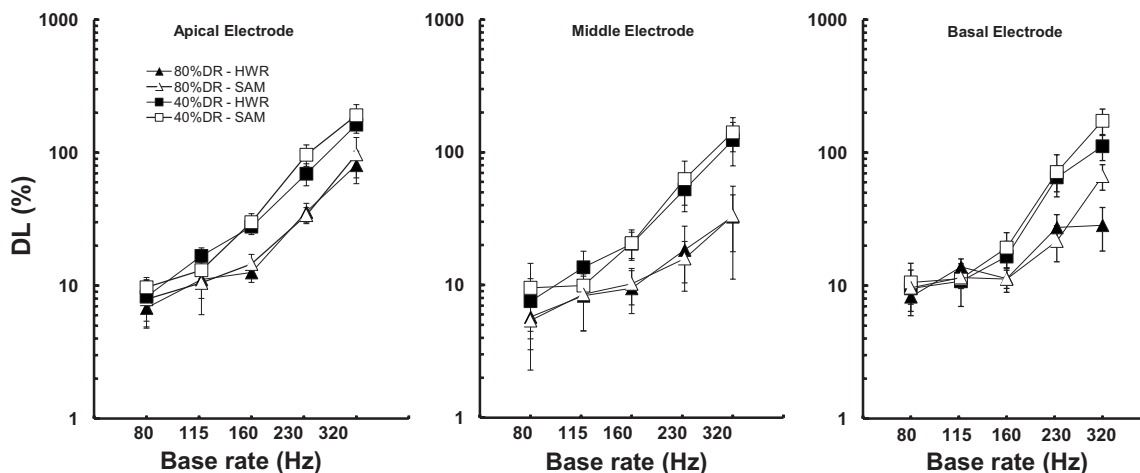 Apical Electrode
80%DR - HWR
80%DR - SAM
40%DR - HWR
40%DR - SAM
1000
100
10
1
DL (%)
80 115 160 230 320
Base rate (Hz)
Middle Electrode
1000
100
10
1
80 115 160 230 320
Base rate (Hz)
Basal Electrode
1000
100
10
1
80 115 160 230 320
Base rate (Hz)